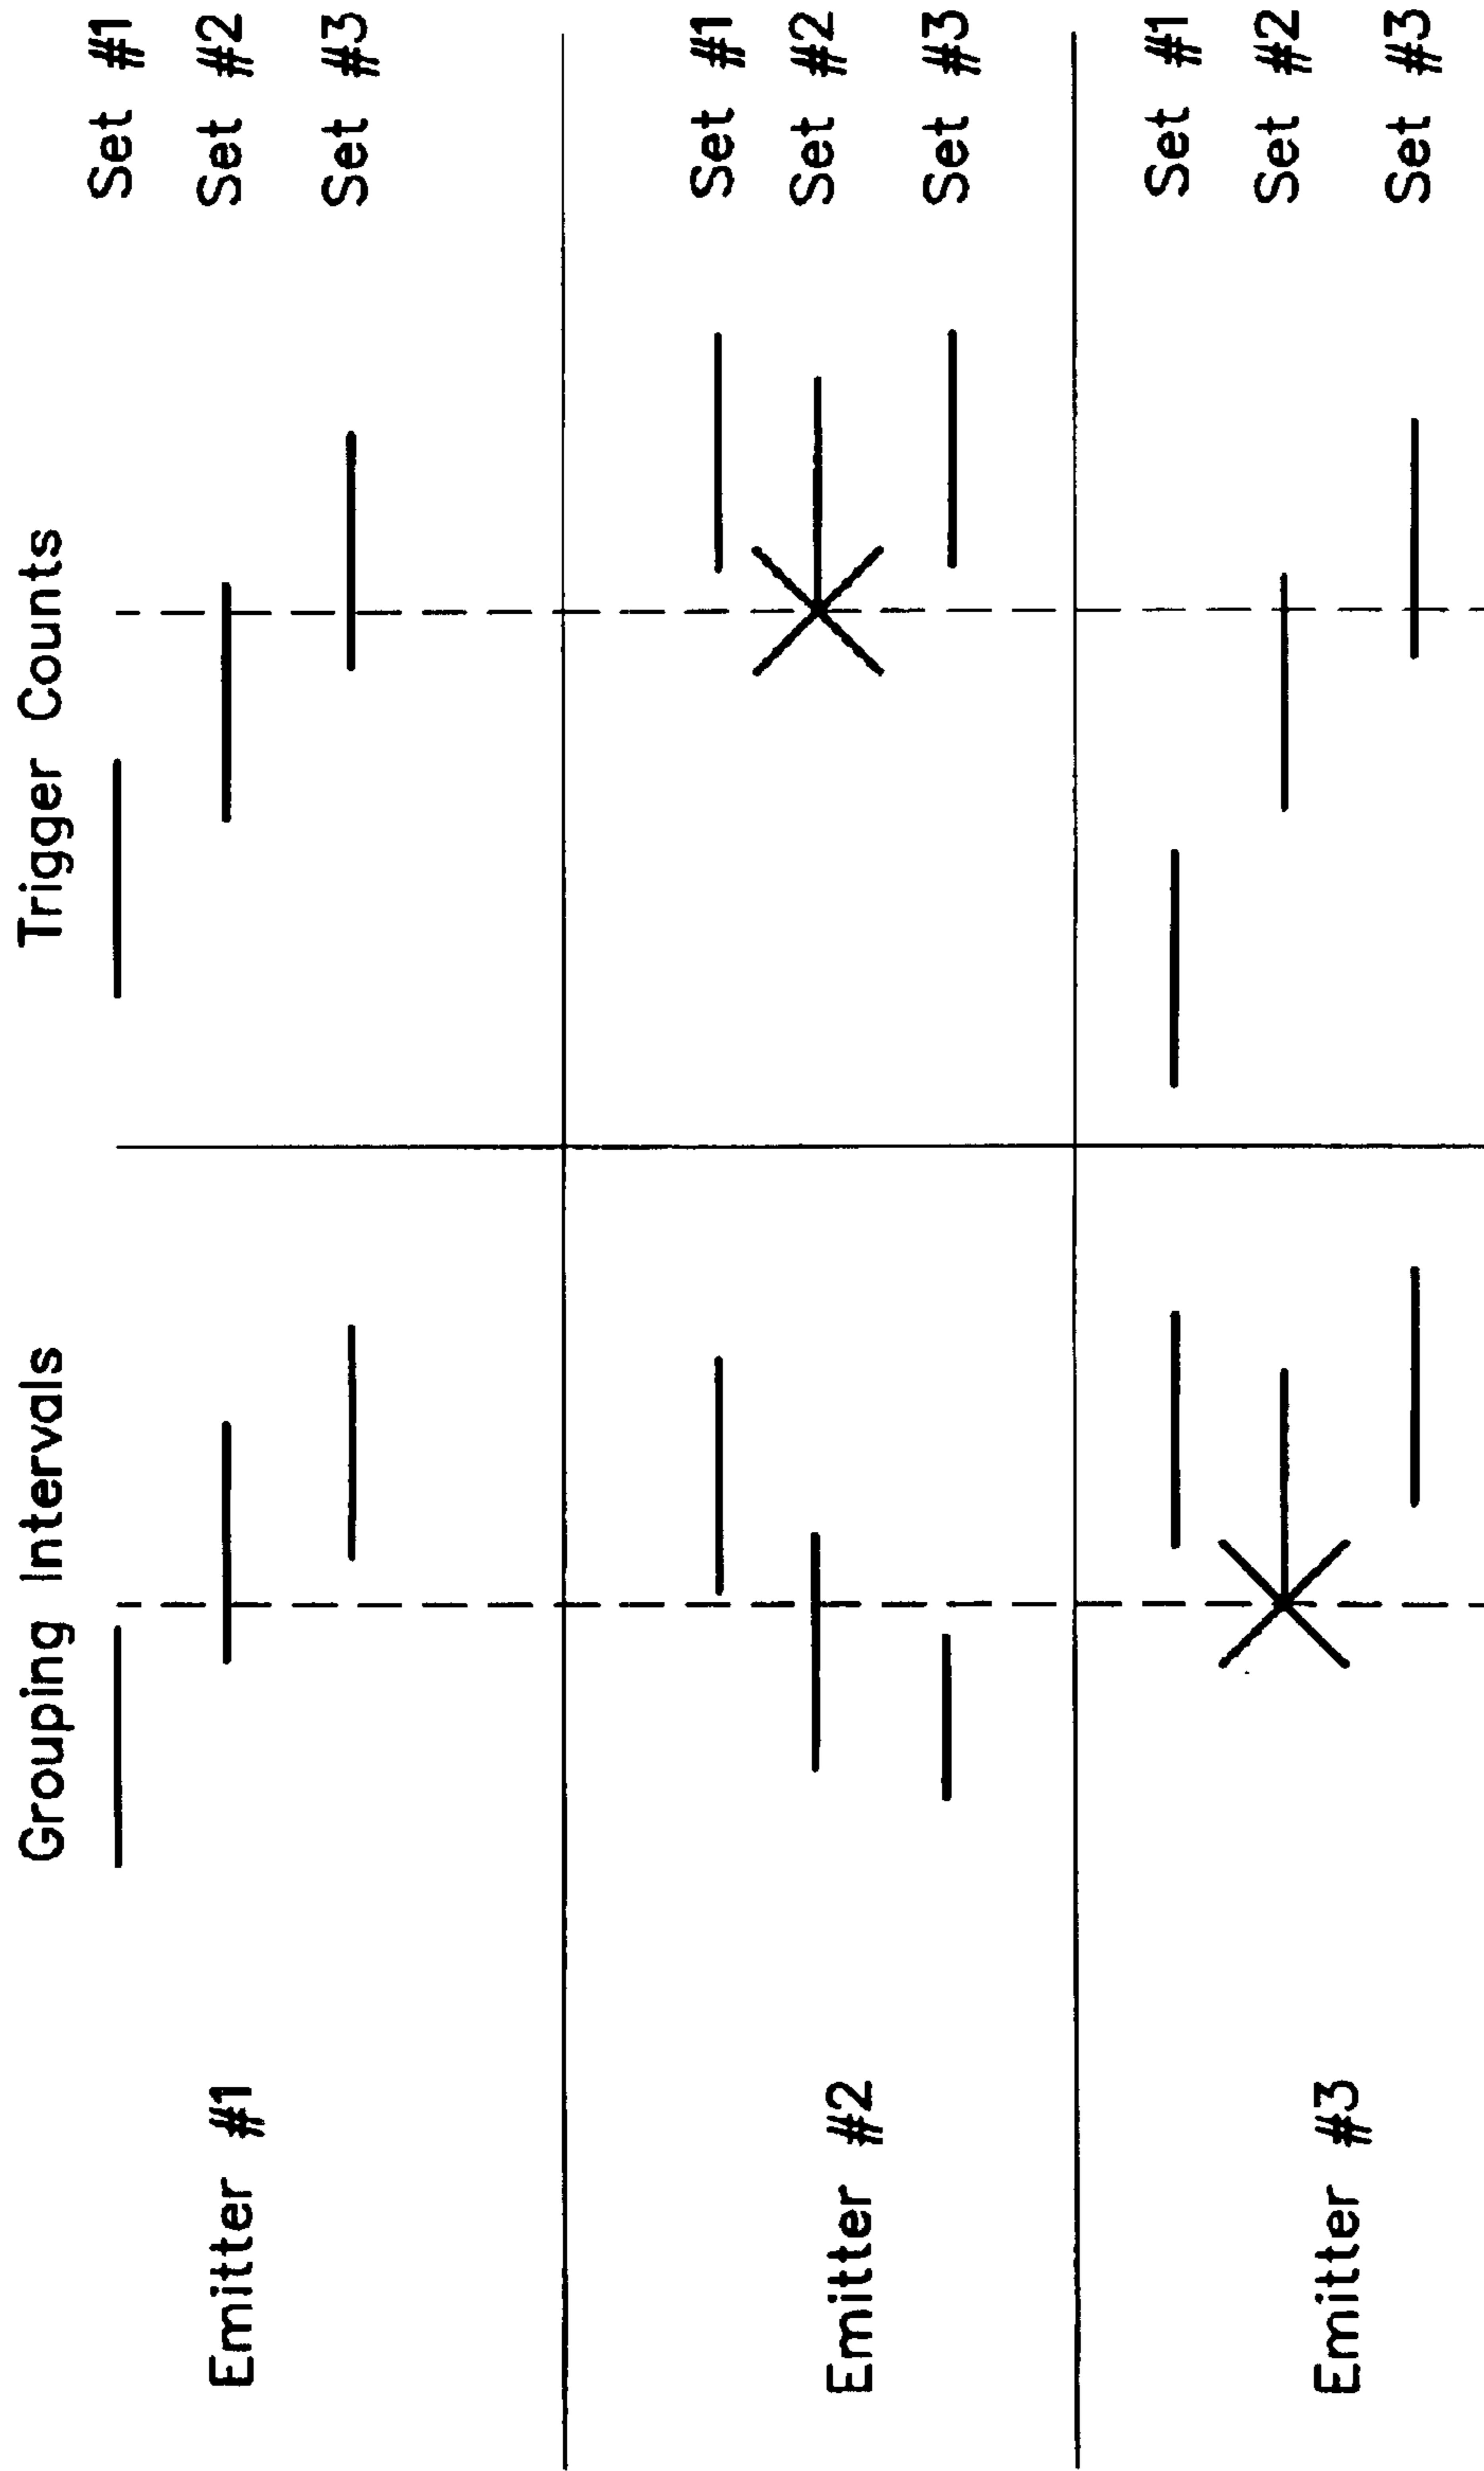 Grouping Intervals
Trigger Counts
Emitter #1
Set #1
Set #2
Set #3
Emitter #2
Set #1
Set #2
Set #3
Emitter #3
Set #1
Set #2
Set #3